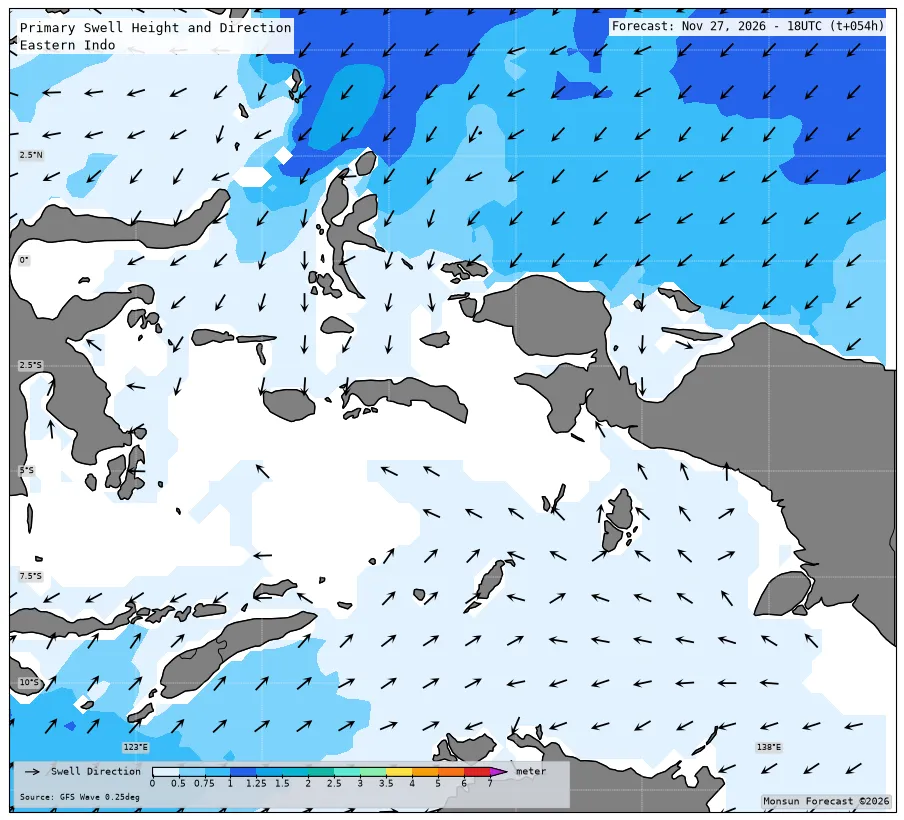 Primary Swell Height and Direction
Eastern Indo
Forecast: Nov 27, 2026 - 18UTC (t+054h)
2.5°N
0°
2.5°S
5°S
7.5°S
10°S
123°E
138°E
Swell Direction
0 0.5 0.75 1 1.25 1.5 2 2.5 3 3.5 4 5 6 7
meter
Source: GFS Wave 0.25deg
Monsun Forecast ©2026